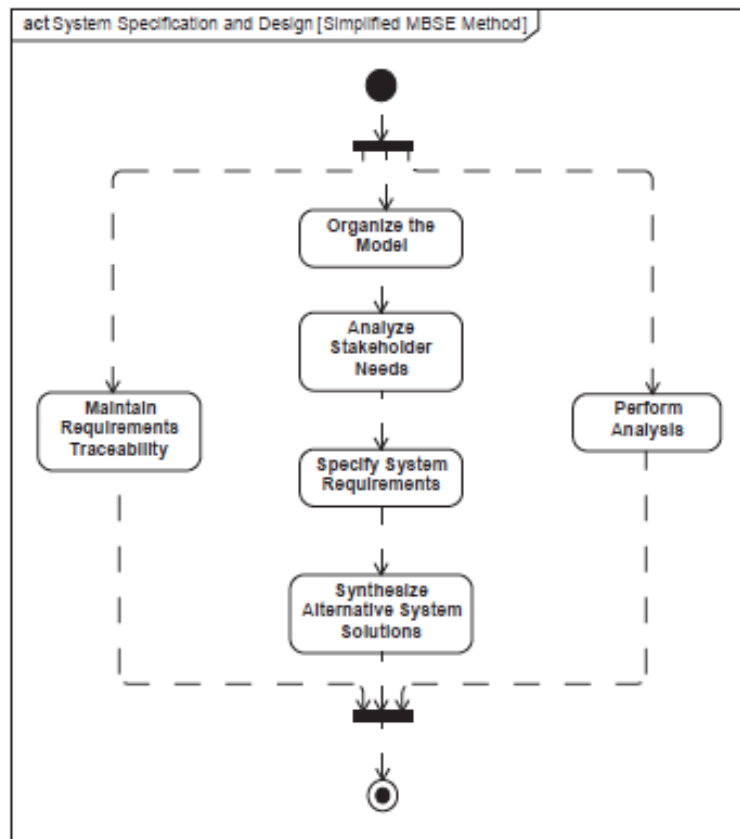 act System Specification and Design [Simplified MBSE Method]
Organize the
Model
Analyze
Stakeholder
Needs
Maintain
Requirements
Traceability
Perform
Analysis
Specify System
Requirements
Synthesize
Alternative System
Solutions